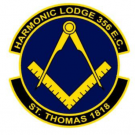 HARMONIC LODGE 356 E.C.
ST. THOMAS 1818